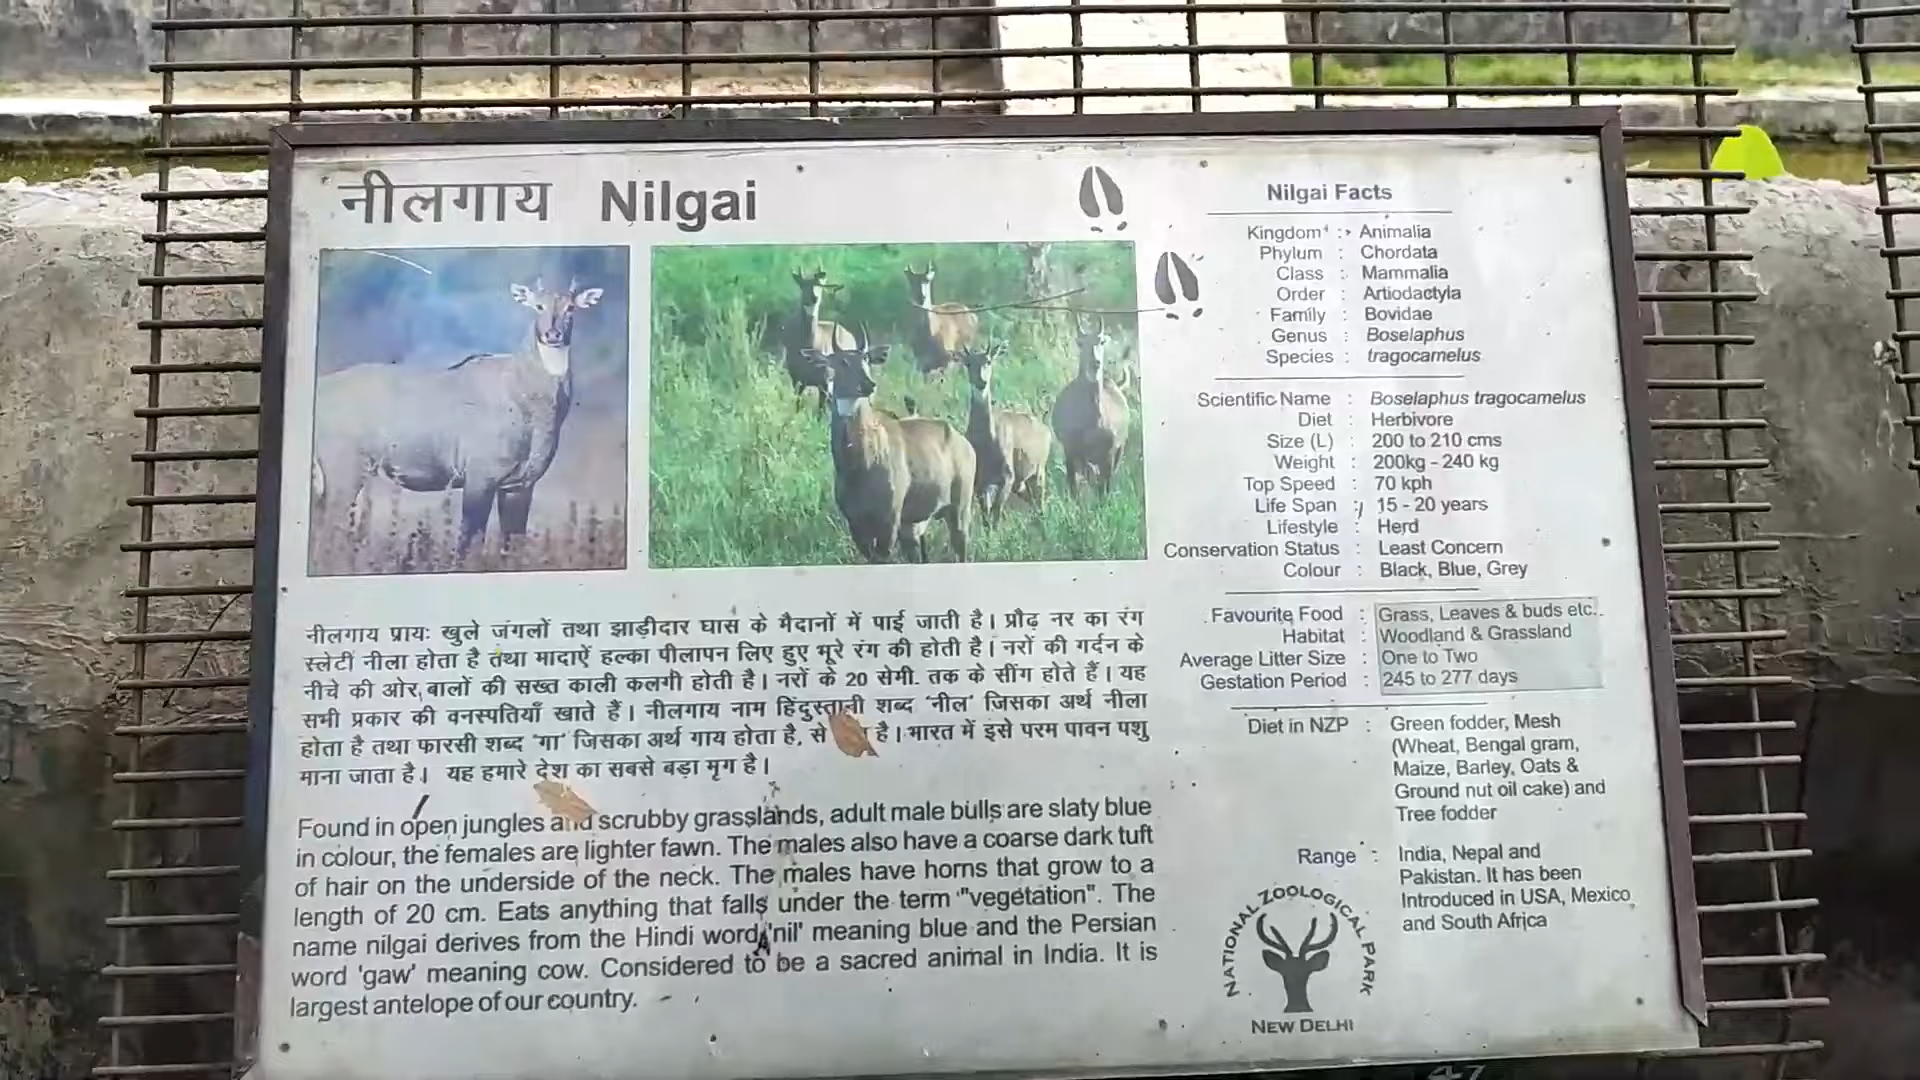 नीलगाय Nilgai
नीलगाय प्रायः खुले जंगलों तथा झाड़ीदार घास के मैदानों में पाई जाती है। प्रौढ़ नर का रंग
स्लेटी नीला होता है तथा मादाऐं हल्का पीलापन लिए हुए भूरे रंग की होती है। नरों की गर्दन के
नीचे की ओर बालों की सख्त काली कलगी होती है। नरों के 20 सेमी. तक के सींग होते हैं। यह
सभी प्रकार की वनस्पतियाँ खाते हैं। नीलगाय नाम हिंदुस्तानी शब्द 'नील' जिसका अर्थ नीला
होता है तथा फारसी शब्द 'गा' जिसका अर्थ गाय होता है, से है। भारत में इसे परम पावन पशु
माना जाता है। यह हमारे देश का सबसे बड़ा मृग है।
Found in open jungles and scrubby grasslands, adult male bulls are slaty blue
in colour, the females are lighter fawn. The males also have a coarse dark tuft
of hair on the underside of the neck. The males have horns that grow to a
length of 20 cm. Eats anything that falls under the term "vegetation". The
name nilgai derives from the Hindi word 'nil' meaning blue and the Persian
word 'gaw' meaning cow. Considered to be a sacred animal in India. It is
largest antelope of our country.
Nilgai Facts
Kingdom : Animalia
Phylum : Chordata
Class : Mammalia
Order : Artiodactyla
Family : Bovidae
Genus : Boselaphus
Species : tragocamelus
Scientific Name : Boselaphus tragocamelus
Diet : Herbivore
Size (L) : 200 to 210 cms
Weight : 200kg - 240 kg
Top Speed : 70 kph
Life Span : 15 - 20 years
Lifestyle : Herd
Conservation Status : Least Concern
Colour : Black, Blue, Grey
Favourite Food : Grass, Leaves & buds etc..
Habitat : Woodland & Grassland
Average Litter Size : One to Two
Gestation Period : 245 to 277 days
Diet in NZP : Green fodder, Mesh
(Wheat, Bengal gram,
Maize, Barley, Oats &
Ground nut oil cake) and
Tree fodder
Range : India, Nepal and
Pakistan. It has been
Introduced in USA, Mexico
and South Africa
NATIONAL ZOOLOGICAL PARK
NEW DELHI